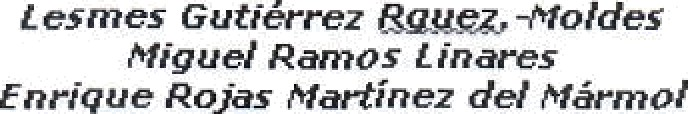 Lesmes Gutiérrez Rguez.-Moldes
Miguel Ramos Linares
Enrique Rojas Martínez del Mármol